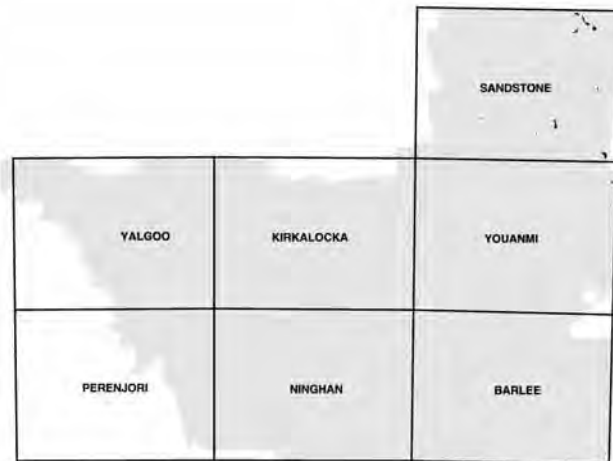 SANDSTONE
YALGOO
KIRKALOCKA
YOUANMI
PERENJORI
NINGHAN
BARLEE